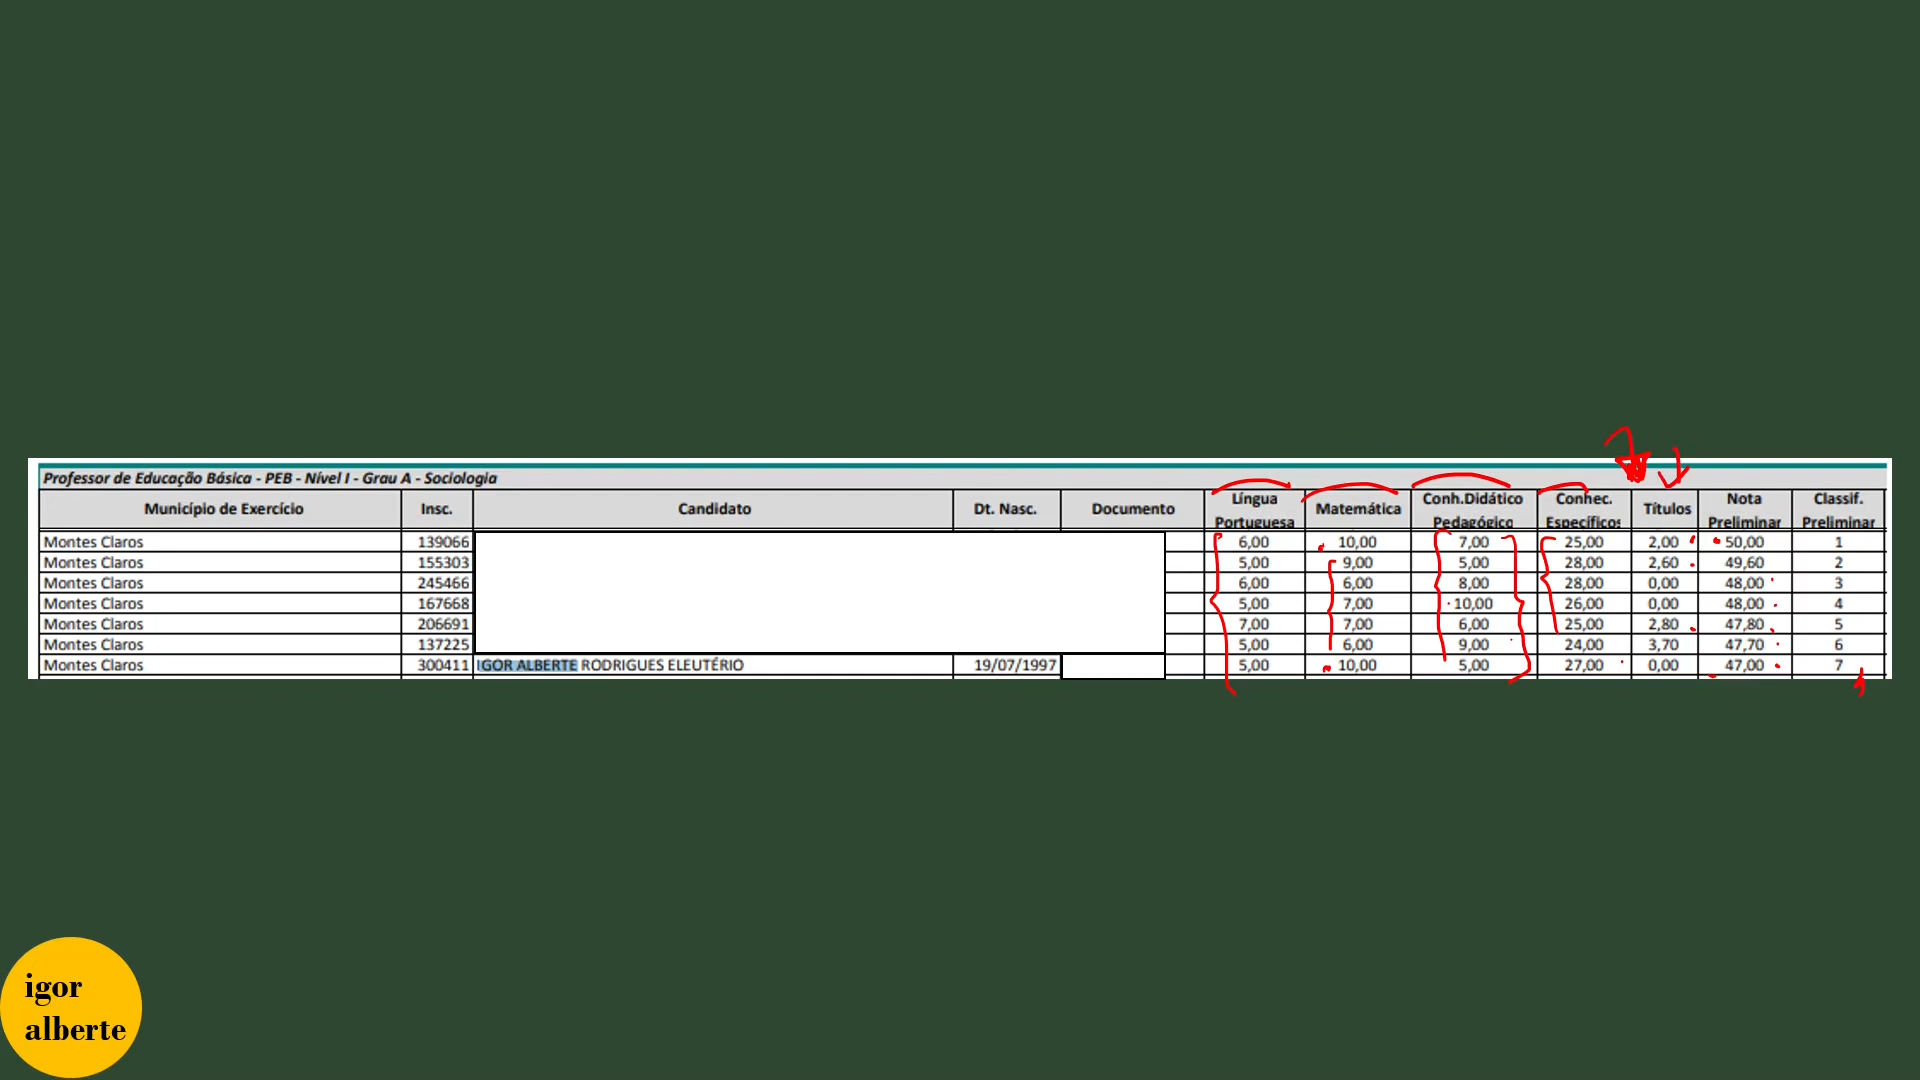 Professor de Educação Básica - PEB - Nível I - Grau A - Sociologia
Município de Exercício Insc. Candidato Dt. Nasc. Documento Língua Portuguesa Matemática Conh.Didático Pedagógico Conhec. Específicos Títulos Nota Preliminar Classif. Preliminar
Montes Claros 139066 6,00 10,00 7,00 25,00 2,00 50,00 1
Montes Claros 155303 5,00 9,00 5,00 28,00 2,60 49,60 2
Montes Claros 245466 6,00 6,00 8,00 28,00 0,00 48,00 3
Montes Claros 167668 5,00 7,00 10,00 26,00 0,00 48,00 4
Montes Claros 206691 7,00 7,00 6,00 25,00 2,80 47,80 5
Montes Claros 137225 5,00 6,00 9,00 24,00 3,70 47,70 6
Montes Claros 300411 IGOR ALBERTE RODRIGUES ELEUTÉRIO 19/07/1997 5,00 10,00 5,00 27,00 0,00 47,00 7
igor
alberte